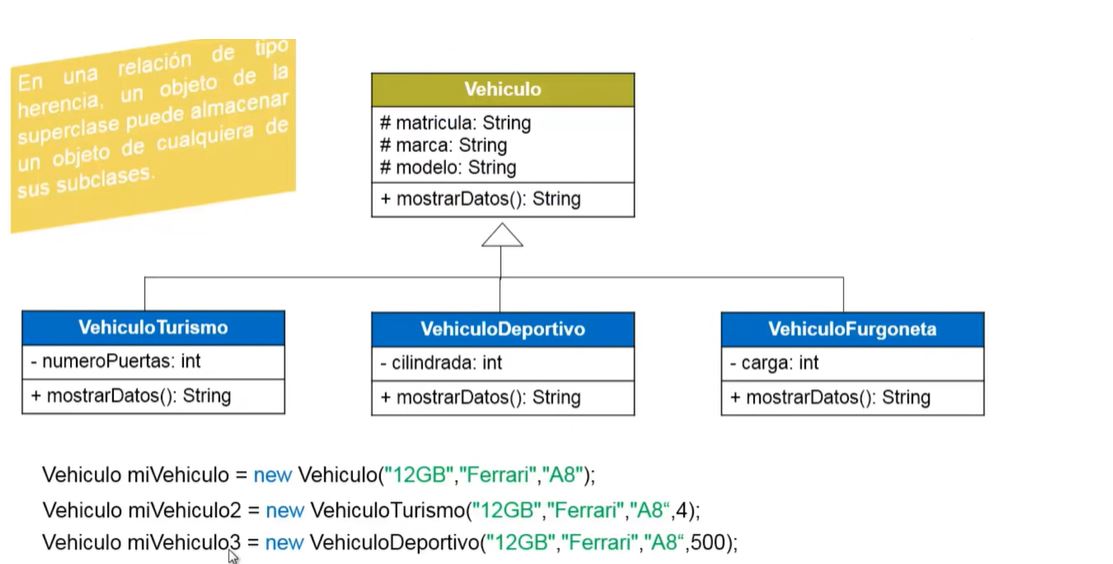 En una relación de tipo
herencia, un objeto de la
superclase puede almacenar
un objeto de cualquiera de
sus subclases.
Vehiculo
# matricula: String
# marca: String
# modelo: String
+ mostrarDatos(): String
VehiculoTurismo
- numeroPuertas: int
+ mostrarDatos(): String
VehiculoDeportivo
- cilindrada: int
+ mostrarDatos(): String
VehiculoFurgoneta
- carga: int
+ mostrarDatos(): String
Vehiculo miVehiculo = new Vehiculo("12GB","Ferrari","A8");
Vehiculo miVehiculo2 = new VehiculoTurismo("12GB","Ferrari","A8“,4);
Vehiculo miVehiculo3 = new VehiculoDeportivo("12GB","Ferrari","A8“,500);